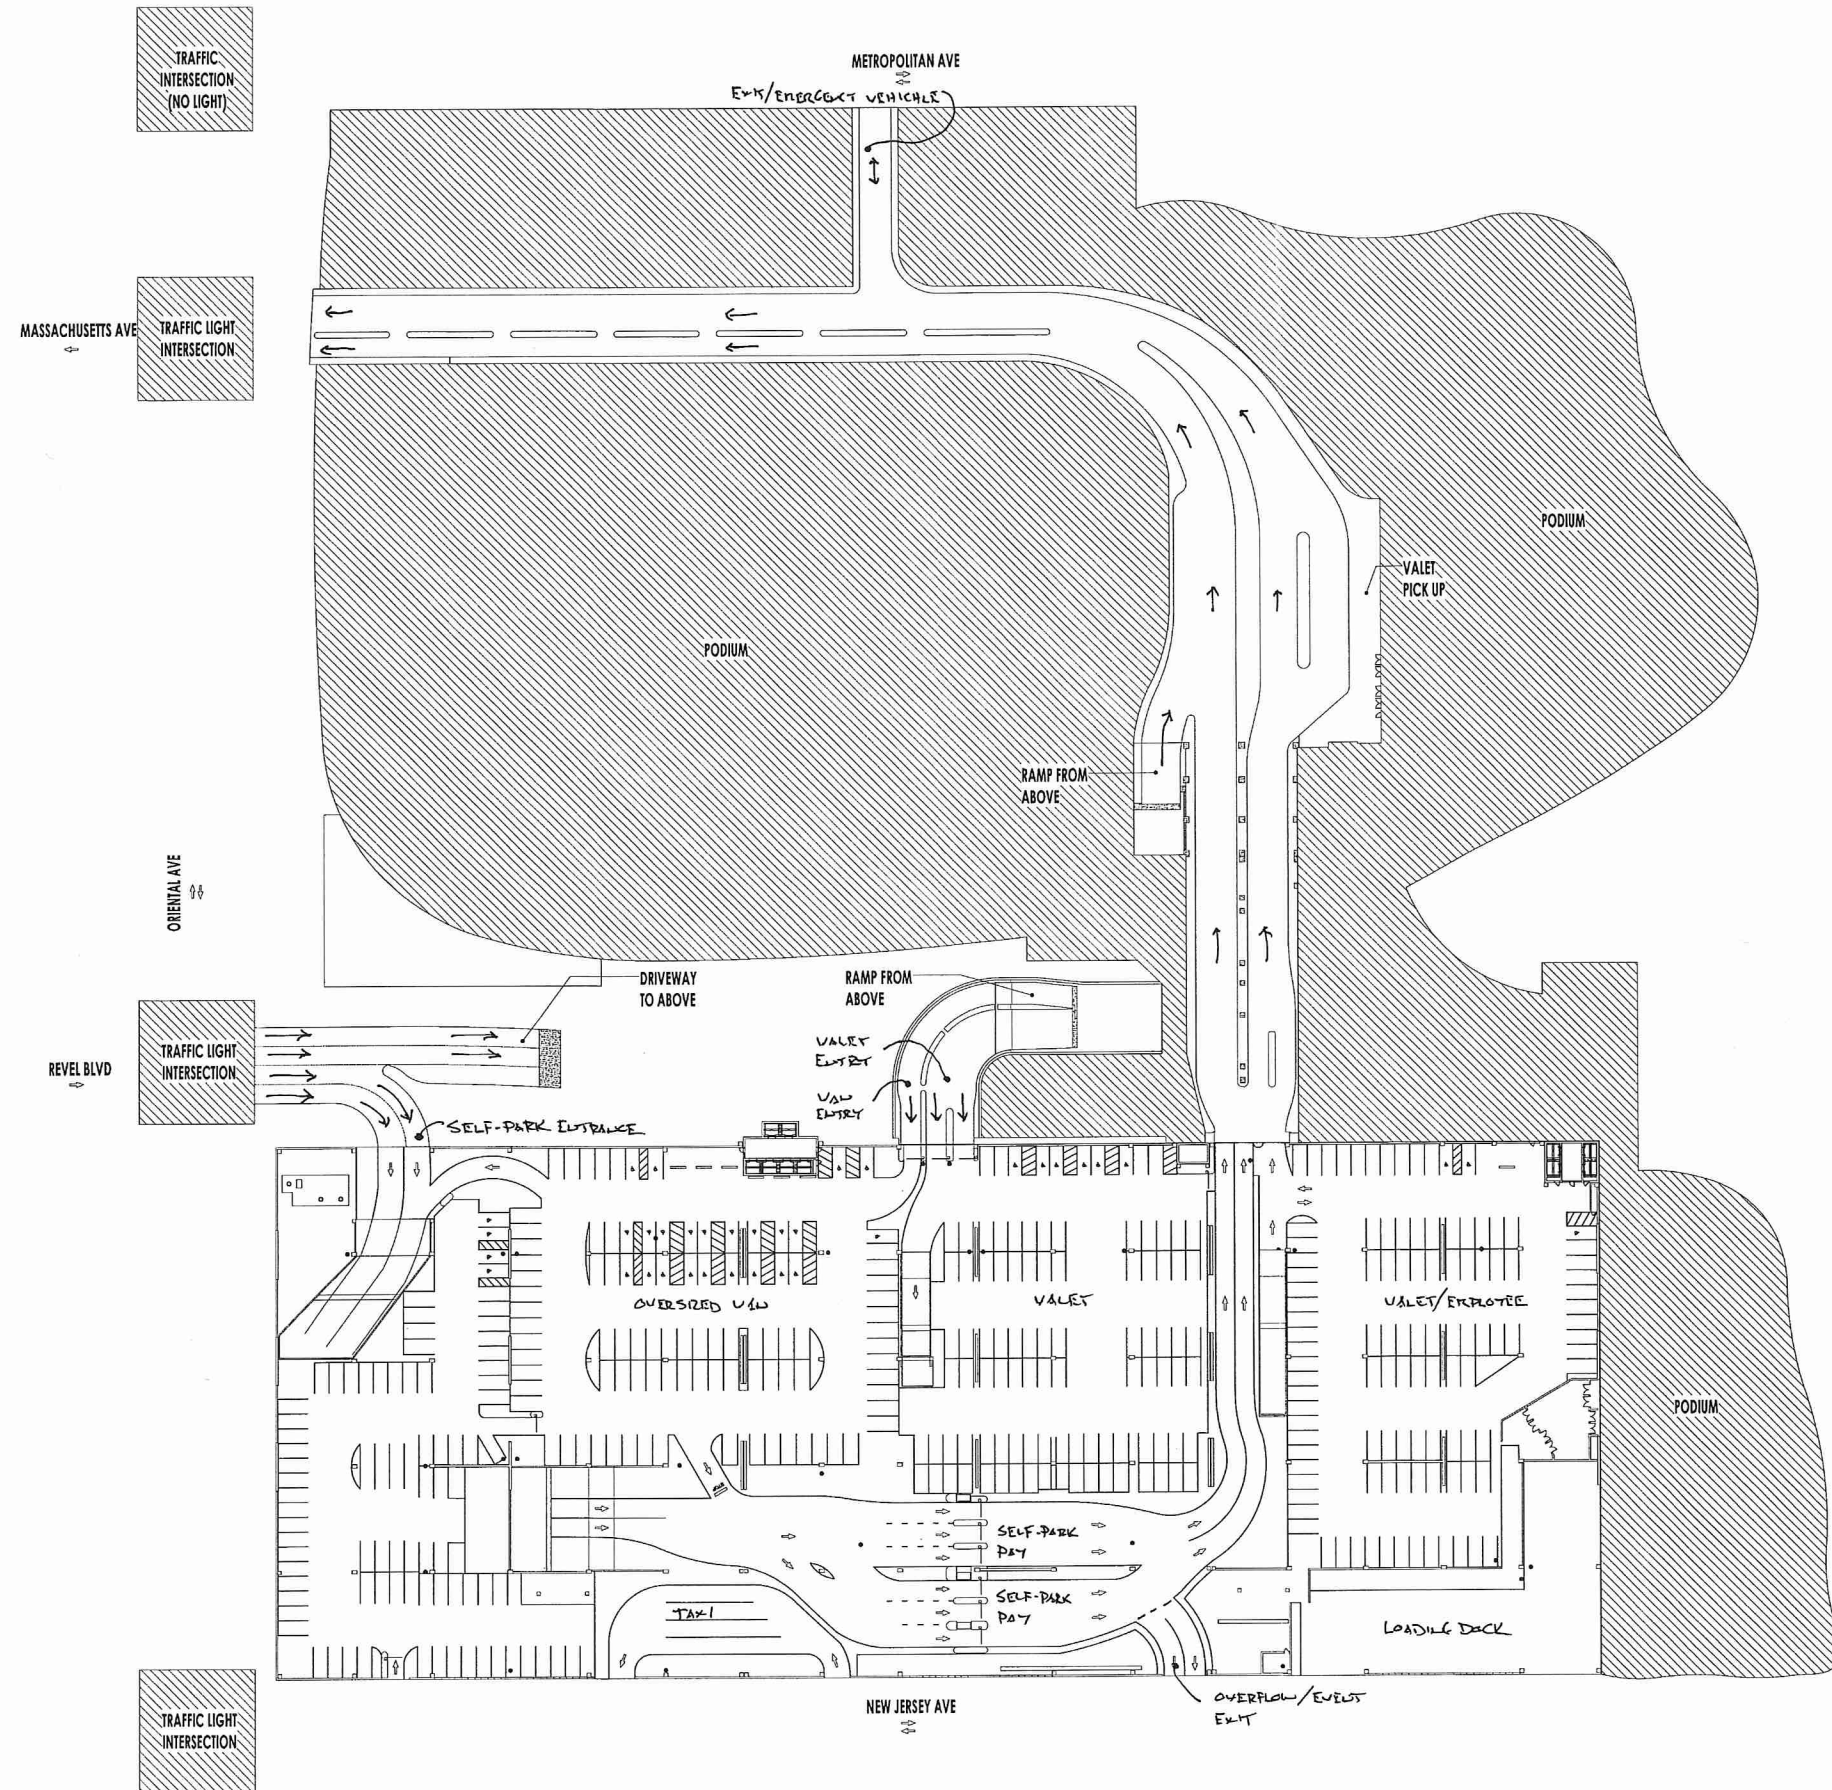 TRAFFIC
INTERSECTION
(NO LIGHT)
METROPOLITAN AVE
EXIT/EMERGENCY VEHICHLE
MASSACHUSETTS AVE
TRAFFIC LIGHT
INTERSECTION
PODIUM
VALET
PICK UP
PODIUM
RAMP FROM
ABOVE
ORIENTAL AVE
DRIVEWAY
TO ABOVE
RAMP FROM
ABOVE
VALET
ENTRY
VAN
ENTRY
REVEL BLVD
TRAFFIC LIGHT
INTERSECTION
SELF-PARK ENTRANCE
OVERSIZED VAN
VALET
VALET/EMPLOYEE
PODIUM
SELF-PARK
PAY
SELF-PARK
PAY
TAXI
LOADING DOCK
OVERFLOW/EVENT
EXIT
NEW JERSEY AVE
TRAFFIC LIGHT
INTERSECTION